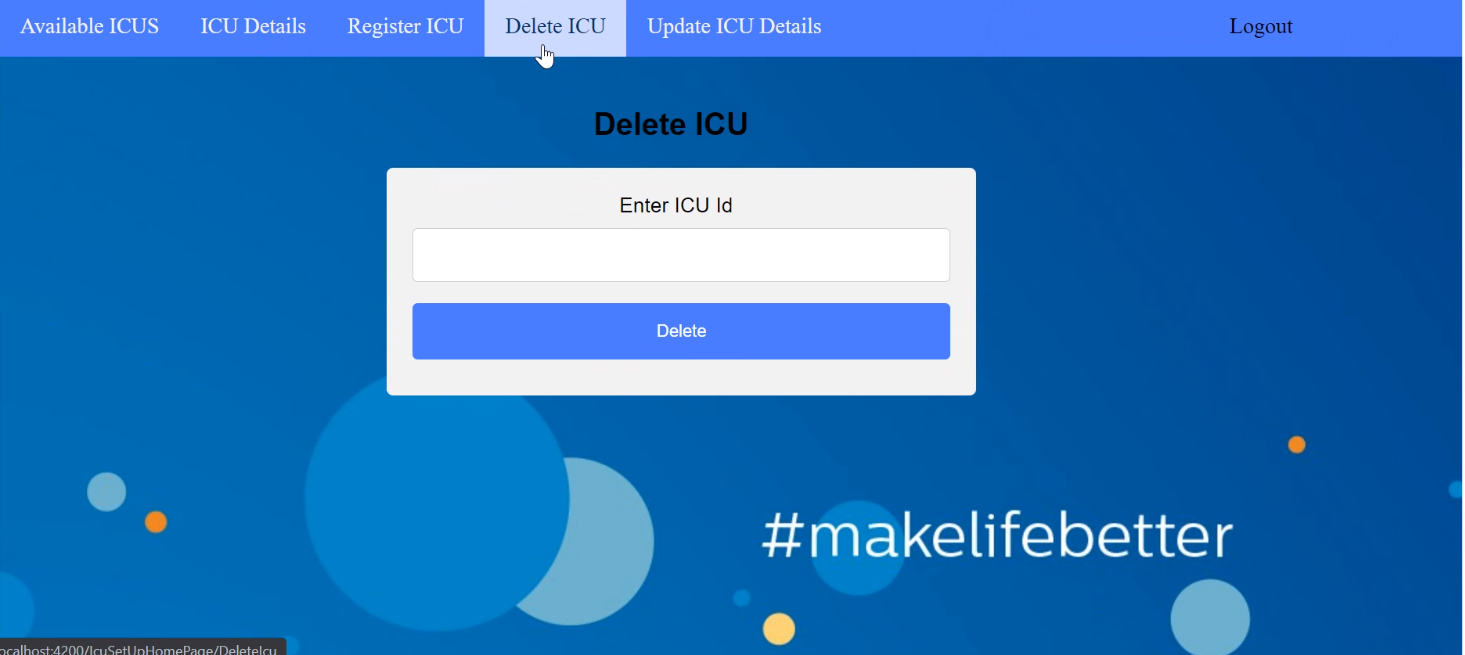 Available ICUS ICU Details Register ICU Delete ICU Update ICU Details Logout
Delete ICU
Enter ICU Id
Delete
#makelifebetter
ocalhost:4200/IcuSetUpHomePage/DeleteIcu